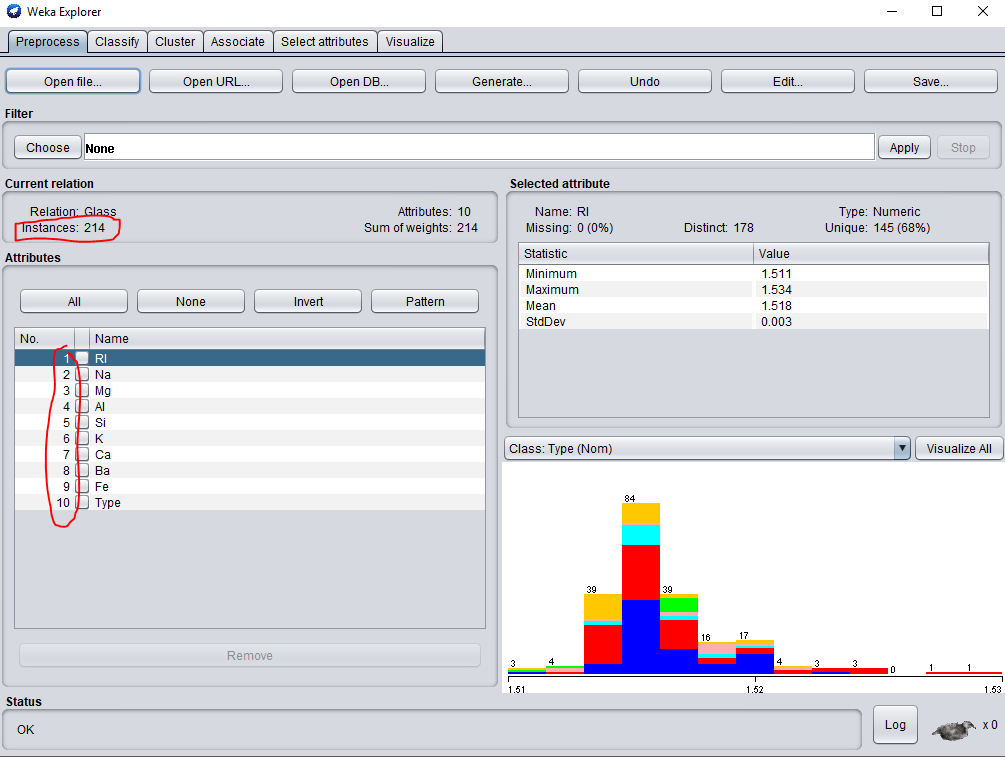 Weka Explorer
Preprocess Classify Cluster Associate Select attributes Visualize
Open file... Open URL... Open DB... Generate... Undo Edit... Save...
Filter
Choose None Apply Stop
Current relation
Relation: Glass Attributes: 10
Instances: 214 Sum of weights: 214
Attributes
All None Invert Pattern
No. Name
1 RI
2 Na
3 Mg
4 Al
5 Si
6 K
7 Ca
8 Ba
9 Fe
10 Type
Remove
Selected attribute
Name: RI Type: Numeric
Missing: 0 (0%) Distinct: 178 Unique: 145 (68%)
Statistic Value
Minimum 1.511
Maximum 1.534
Mean 1.518
StdDev 0.003
Class: Type (Nom) Visualize All
84
39 39
16 17
3 4 4 3 3 0 1 1
1.51 1.52 1.53
Status
OK Log x 0